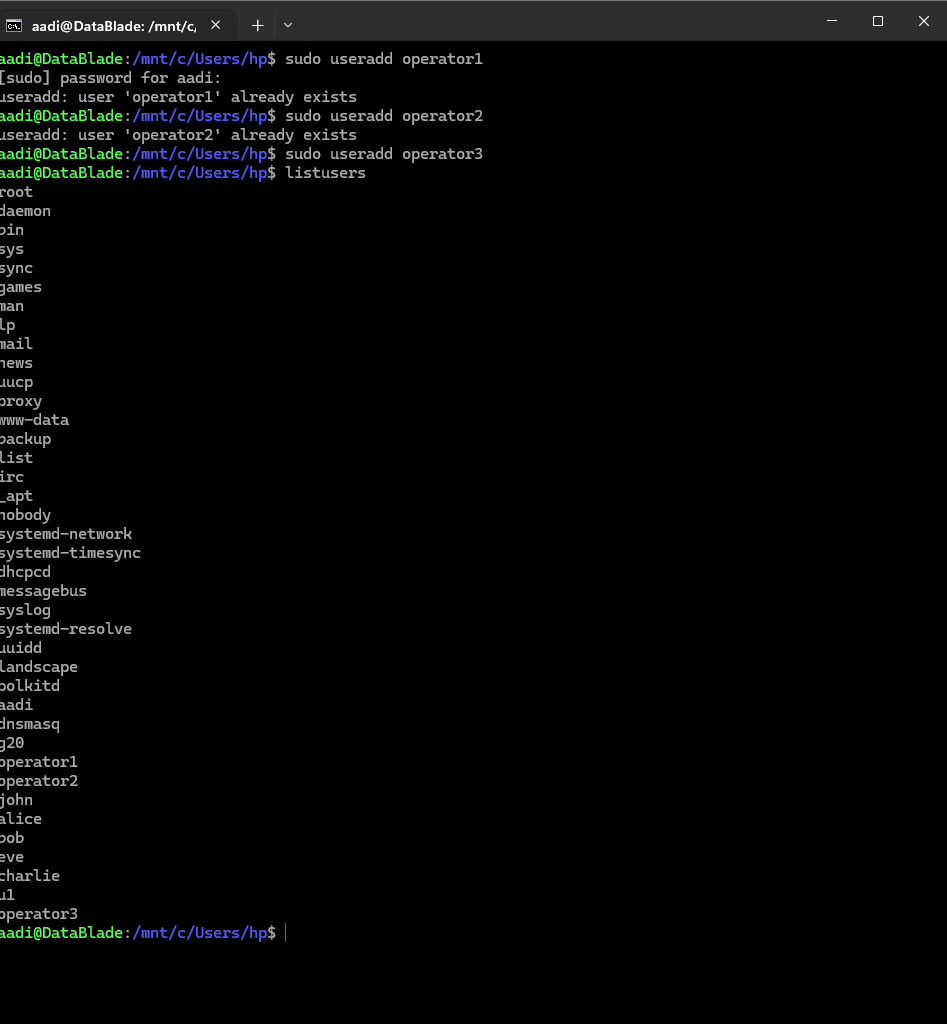 aadi@DataBlade: /mnt/c,
aadi@DataBlade:/mnt/c/Users/hp$ sudo useradd operator1
[sudo] password for aadi:
useradd: user 'operator1' already exists
aadi@DataBlade:/mnt/c/Users/hp$ sudo useradd operator2
useradd: user 'operator2' already exists
aadi@DataBlade:/mnt/c/Users/hp$ sudo useradd operator3
aadi@DataBlade:/mnt/c/Users/hp$ listusers
root
daemon
bin
sys
sync
games
man
lp
mail
news
uucp
proxy
www-data
backup
list
irc
_apt
nobody
systemd-network
systemd-timesync
dhcpcd
messagebus
syslog
systemd-resolve
uuidd
landscape
polkitd
aadi
dnsmasq
g20
operator1
operator2
john
alice
bob
eve
charlie
u1
operator3
aadi@DataBlade:/mnt/c/Users/hp$